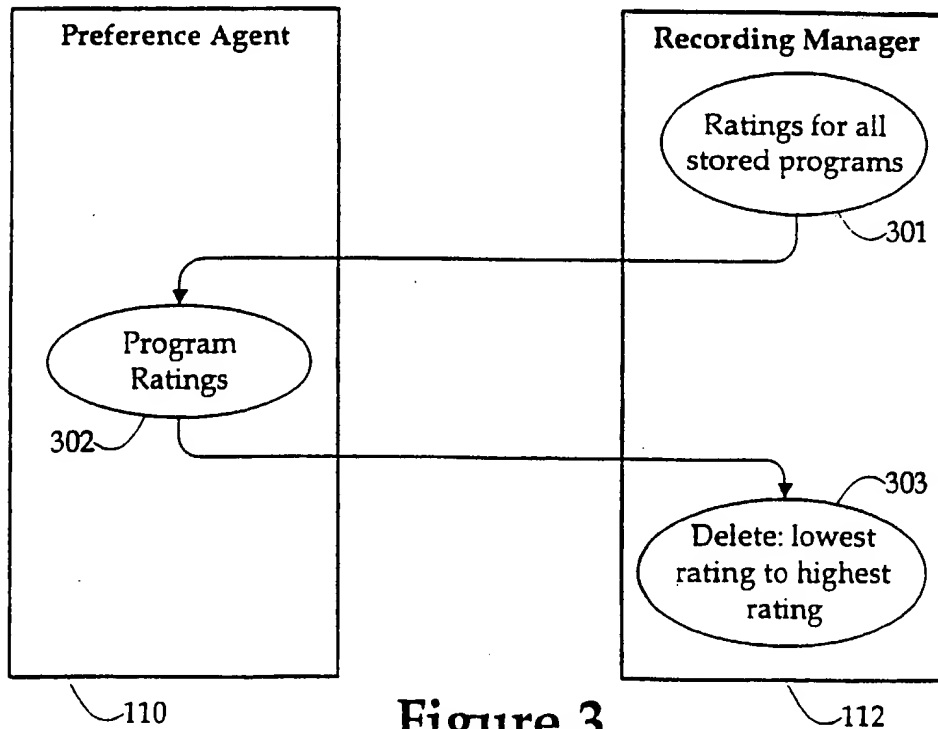 Preference Agent
Recording Manager
Ratings for all
stored programs
301
Program
Ratings
302
303
Delete: lowest
rating to highest
rating
110
Figure 3
112